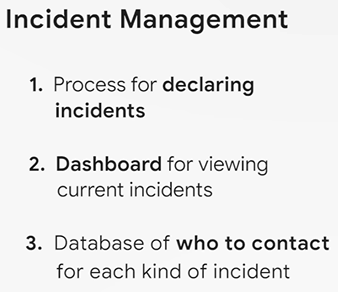 Incident Management
1. Process for declaring
incidents
2. Dashboard for viewing
current incidents
3. Database of who to contact
for each kind of incident